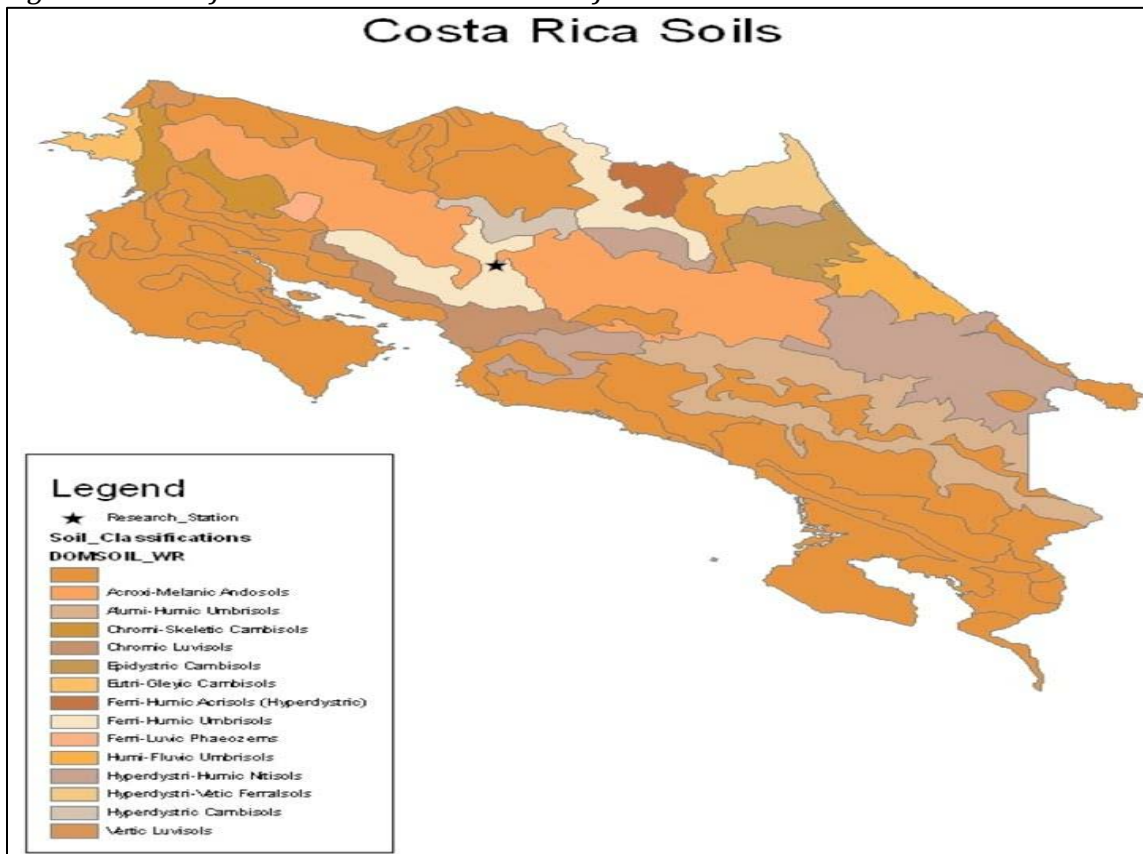 Costa Rica Soils
Legend
Research_Station
Soil_Classifications
DOMSOIL_WR
Acroxi-Melanic Andosols
Alumi-Humic Umbrisols
Chromi-Skeletic Cambisols
Chromic Luvisols
Epidystric Cambisols
Eutri-Gleyic Cambisols
Ferri-Humic Acrisols (Hyperdystric)
Ferri-Humic Umbrisols
Ferri-Luvic Phaeozems
Humi-Fluvic Umbrisols
Hyperdystri-Humic Nitisols
Hyperdystri-Vetic Ferralsols
Hyperdystric Cambisols
Vertic Luvisols